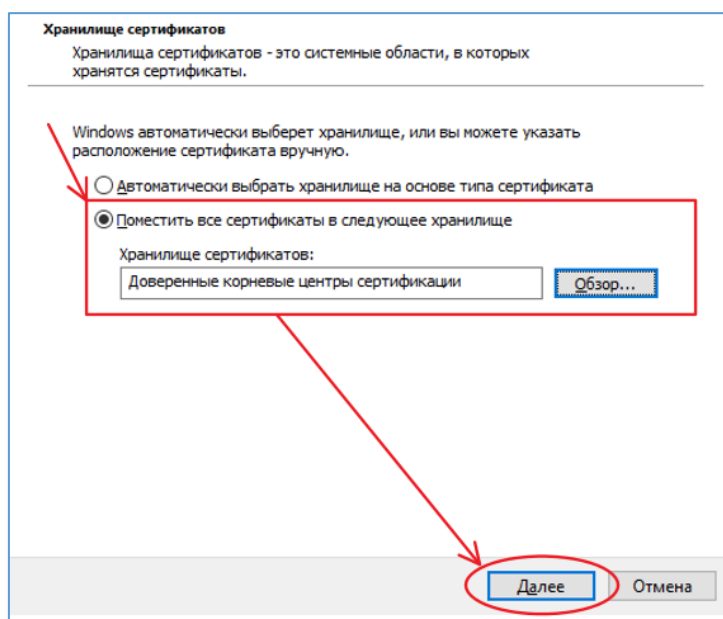 Хранилище сертификатов
Хранилища сертификатов - это системные области, в которых
хранятся сертификаты.
Windows автоматически выберет хранилище, или вы можете указать
расположение сертификата вручную.
Автоматически выбрать хранилище на основе типа сертификата
Поместить все сертификаты в следующее хранилище
Хранилище сертификатов:
Доверенные корневые центры сертификации
Обзор...
Далее
Отмена